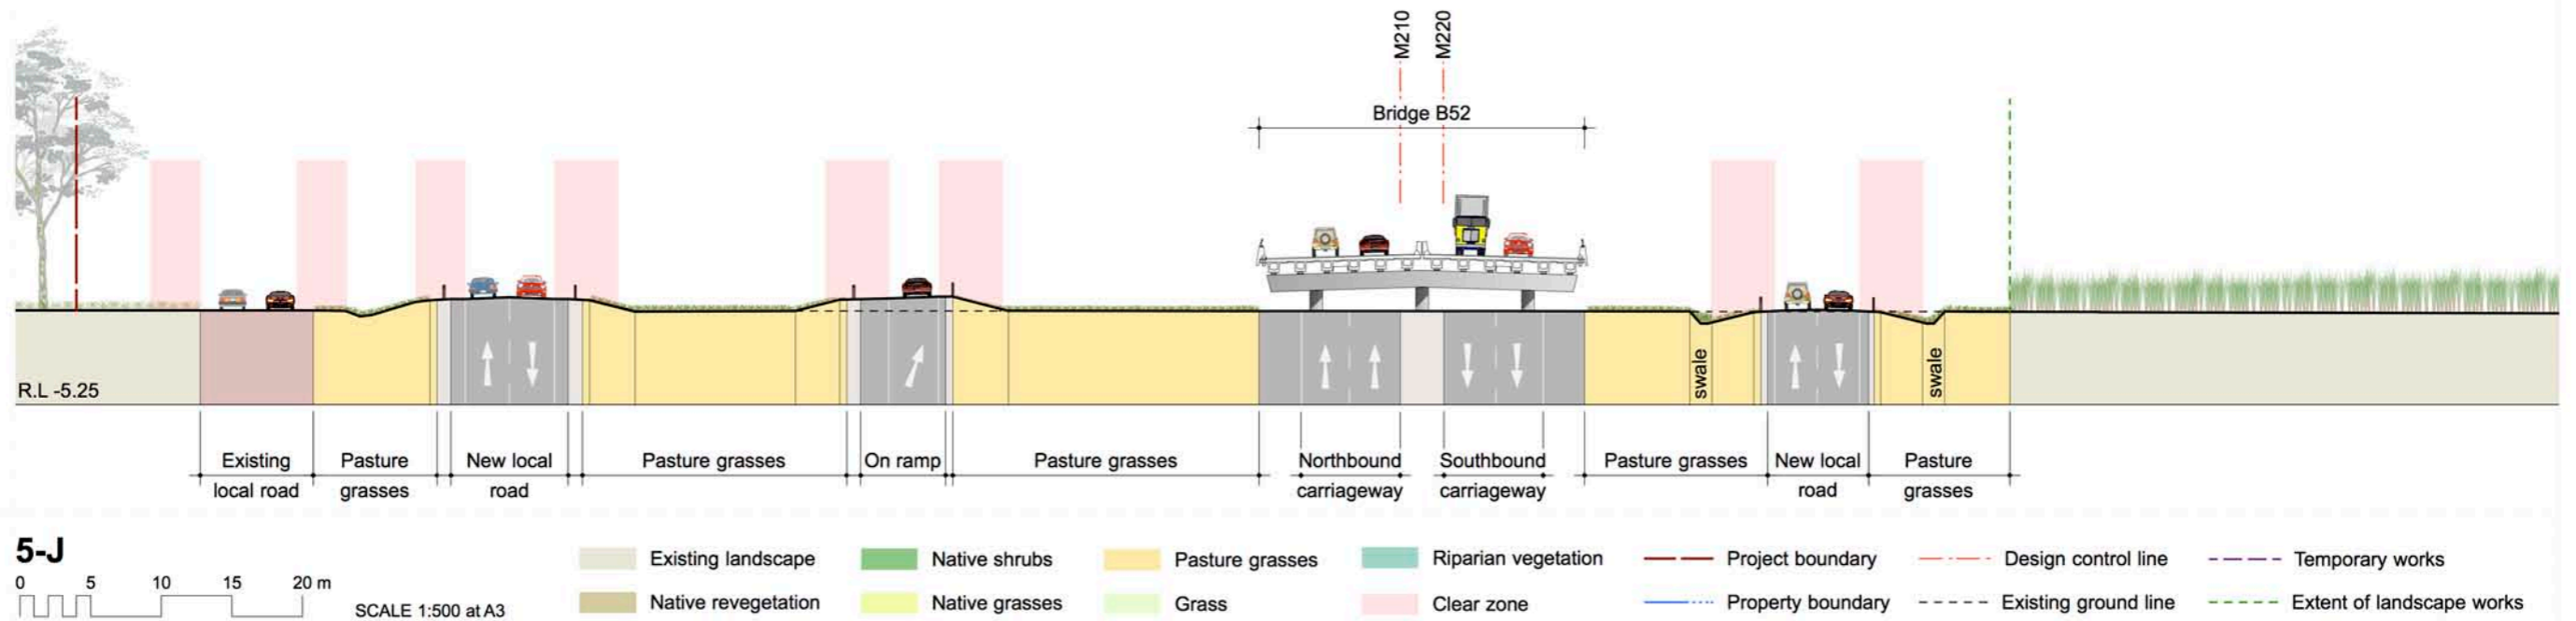 M210
M220
Bridge B52
swale
swale
R.L -5.25
Existing local road
Pasture grasses
New local road
Pasture grasses
On ramp
Pasture grasses
Northbound carriageway
Southbound carriageway
Pasture grasses
New local road
Pasture grasses
5-J
0 5 10 15 20 m
SCALE 1:500 at A3
Existing landscape
Native shrubs
Pasture grasses
Riparian vegetation
Project boundary
Design control line
Temporary works
Native revegetation
Native grasses
Grass
Clear zone
Property boundary
Existing ground line
Extent of landscape works